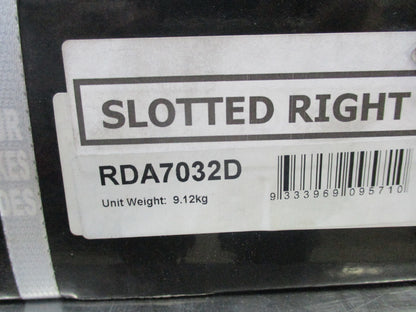 SLOTTED RIGHT
RDA7032D
Unit Weight: 9.12kg
9 333969 095710